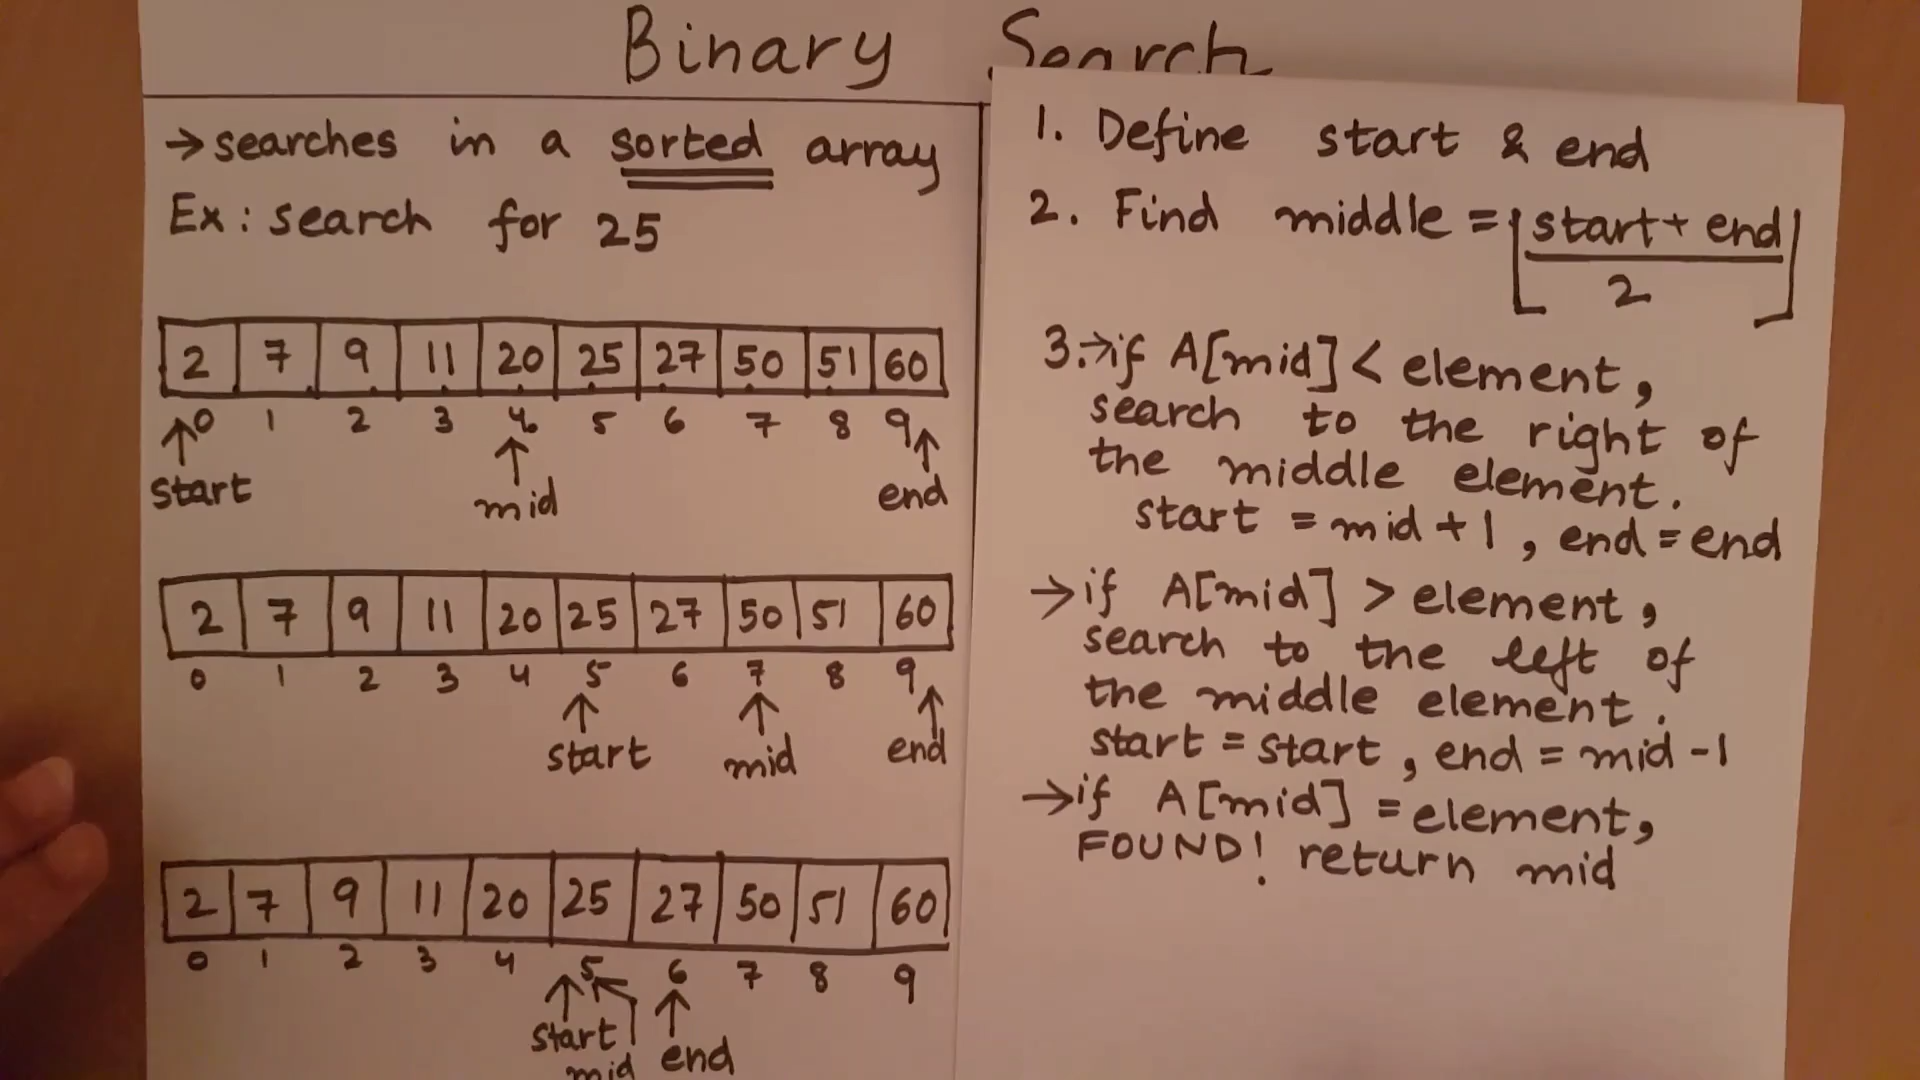 Binary Search
→ searches in a sorted array
Ex: search for 25
2 7 9 11 20 25 27 50 51 60
0 1 2 3 4 5 6 7 8 9
start mid end
2 7 9 11 20 25 27 50 51 60
0 1 2 3 4 5 6 7 8 9
start mid end
2 7 9 11 20 25 27 50 51 60
0 1 2 3 4 5 6 7 8 9
start
mid end
1. Define start & end
2. Find middle = ⌊start + end
2⌋
3. → if A[mid] < element,
search to the right of
the middle element.
start = mid + 1, end = end
→ if A[mid] > element,
search to the left of
the middle element.
start = start, end = mid - 1
→ if A[mid] = element,
FOUND! return mid